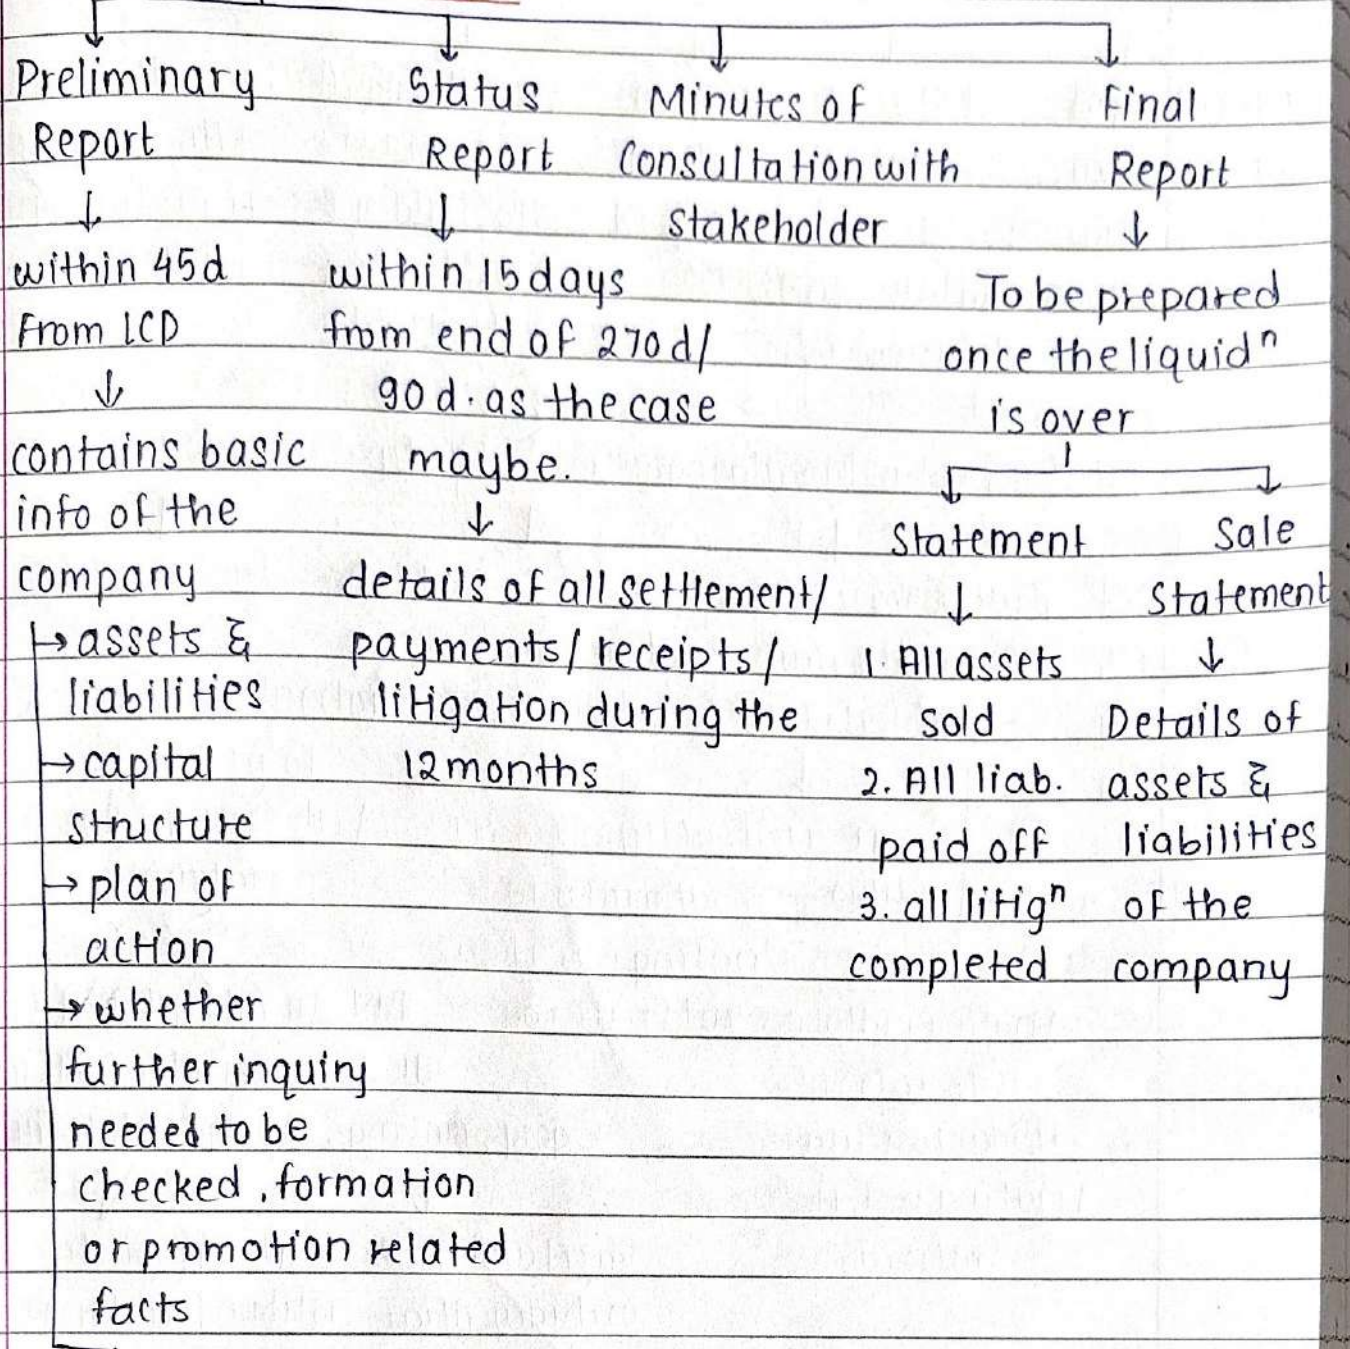 Preliminary
Report
within 45d
From LCD
contains basic
info of the
company
→ assets &
liabilities
→ capital
structure
→ plan of
action
→ whether
further inquiry
needed to be
checked, formation
or promotion related
facts
Status
Report
within 15 days
from end of 270 d/
90 d. as the case
maybe.
details of all settlement/
payments/ receipts/
litigation during the
12 months
Minutes of
Consultation with
Stakeholder
Final
Report
To be prepared
once the liquidⁿ
is over
Statement
1. All assets
sold
2. All liab.
paid off
3. all litigⁿ
completed
Sale
Statement
Details of
assets &
liabilities
of the
company